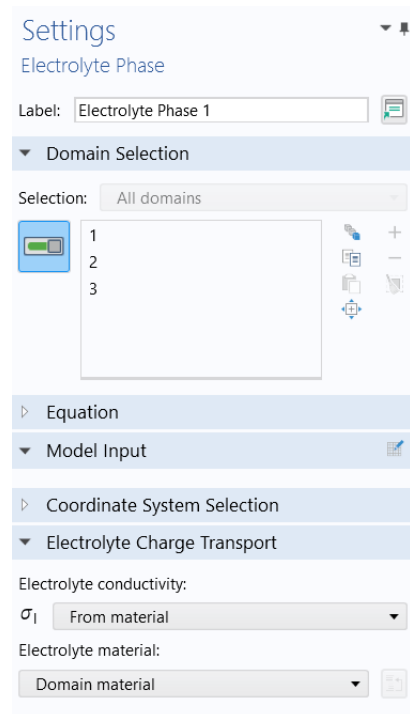 Settings
Electrolyte Phase
Label: Electrolyte Phase 1
Domain Selection
Selection: All domains
1
2
3
Equation
Model Input
Coordinate System Selection
Electrolyte Charge Transport
Electrolyte conductivity:
σl From material
Electrolyte material:
Domain material